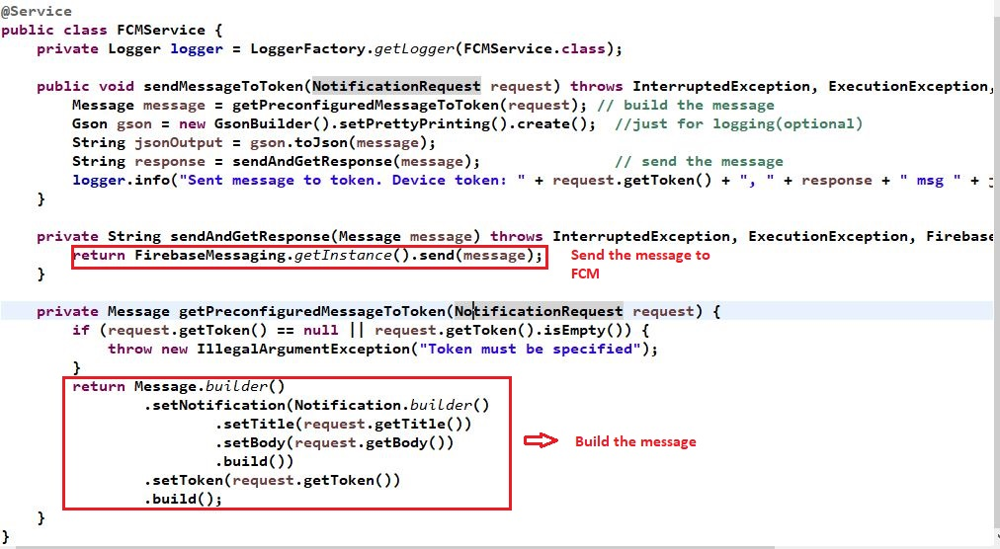 @Service
public class FCMService {
    private Logger logger = LoggerFactory.getLogger(FCMService.class);

    public void sendMessageToToken(NotificationRequest request) throws InterruptedException, ExecutionException,
        Message message = getPreconfiguredMessageToToken(request); // build the message
        Gson gson = new GsonBuilder().setPrettyPrinting().create();  //just for logging(optional)
        String jsonOutput = gson.toJson(message);
        String response = sendAndGetResponse(message);               // send the message
        logger.info("Sent message to token. Device token: " + request.getToken() + ", " + response + " msg " + j
    }

    private String sendAndGetResponse(Message message) throws InterruptedException, ExecutionException, Firebase
        return FirebaseMessaging.getInstance().send(message);
Send the message to
FCM
    }

    private Message getPreconfiguredMessageToToken(NotificationRequest request) {
        if (request.getToken() == null || request.getToken().isEmpty()) {
            throw new IllegalArgumentException("Token must be specified");
        }
        return Message.builder()
                .setNotification(Notification.builder()
                        .setTitle(request.getTitle())
                        .setBody(request.getBody())
                        .build())
                .setToken(request.getToken())
                .build();
Build the message
    }
}